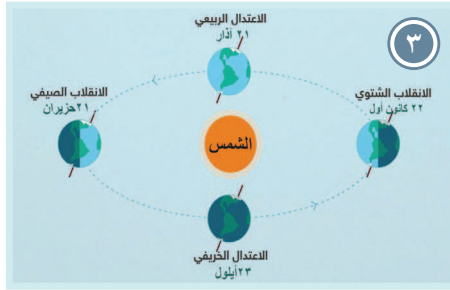 ٣
الاعتدال الربيعي
٢١ آذار
الانقلاب الشتوي
٢٢ كانون أول
الانقلاب الصيفي
٢١حزيران
الشمس
الاعتدال الخريفي
٢٣أيلول